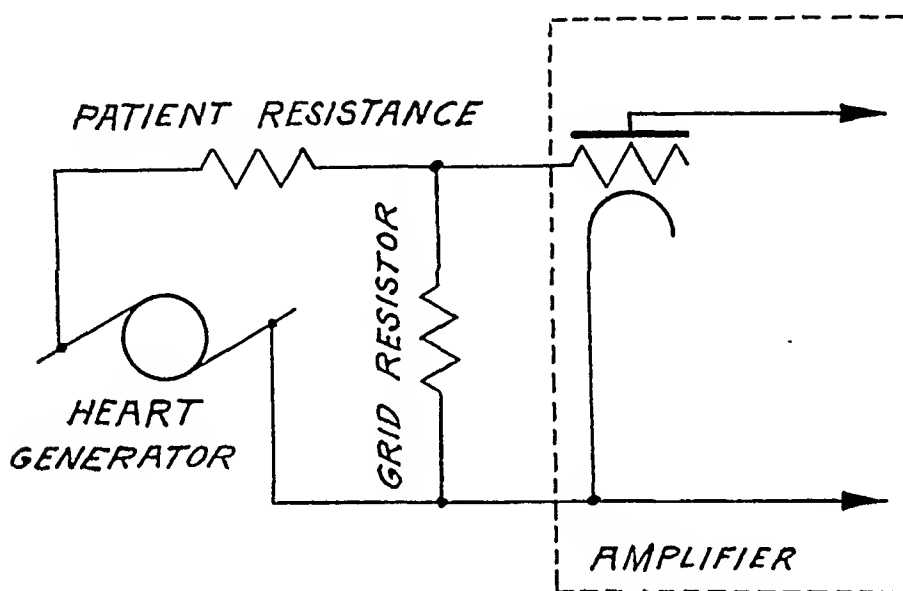 PATIENT RESISTANCE
GRID RESISTOR
HEART
GENERATOR
AMPLIFIER